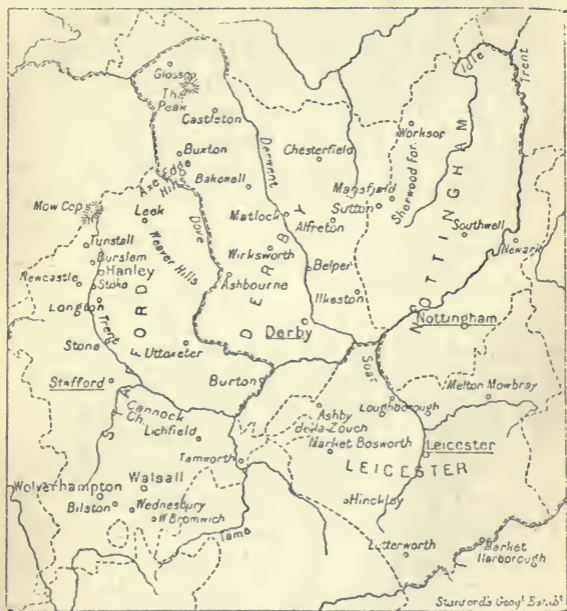 Glossop
The
Peak
Castleton
Idle
Trent
Buxton
Axe Edge
Hill
Bakewell
Derwent
Chesterfield
Worksop
Sherwood For.
Mansfield
Sutton
NOTTINGHAM
Mow Cop
Leek
Matlock
Alfreton
Southwell
Newark
Tunstall
Burslem
Hanley
Newcastle
Stoke
Longton
Weaver Hills
Dove
Wirksworth
Ashbourne
Belper
Ilkeston
DERBY
Trent
Stone
Uttoxeter
Derby
Nottingham
STAFFORD
Stafford
Burton
Soar
Melton Mowbray
Cannock
Ch.
Lichfield
Ashby
de-la-Zouch
Loughborough
Market Bosworth
Leicester
LEICESTER
Tamworth
Wolverhampton
Walsall
Bilston
Wednesbury
W. Bromwich
Hinckley
Tame
Lutterworth
Market
Harborough
Stanford's Geogl. Estabt.